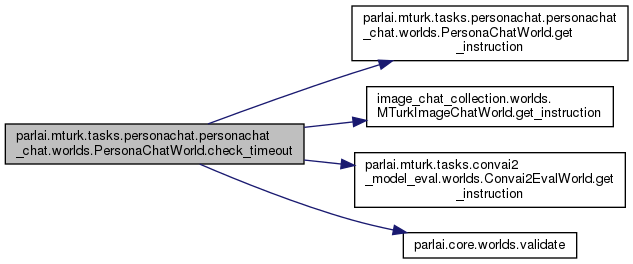 parlai.mturk.tasks.personachat.personachat
_chat.worlds.PersonaChatWorld.check_timeout
parlai.mturk.tasks.personachat.personachat
_chat.worlds.PersonaChatWorld.get
_instruction
image_chat_collection.worlds.
MTurkImageChatWorld.get_instruction
parlai.mturk.tasks.convai2
_model_eval.worlds.Convai2EvalWorld.get
_instruction
parlai.core.worlds.validate